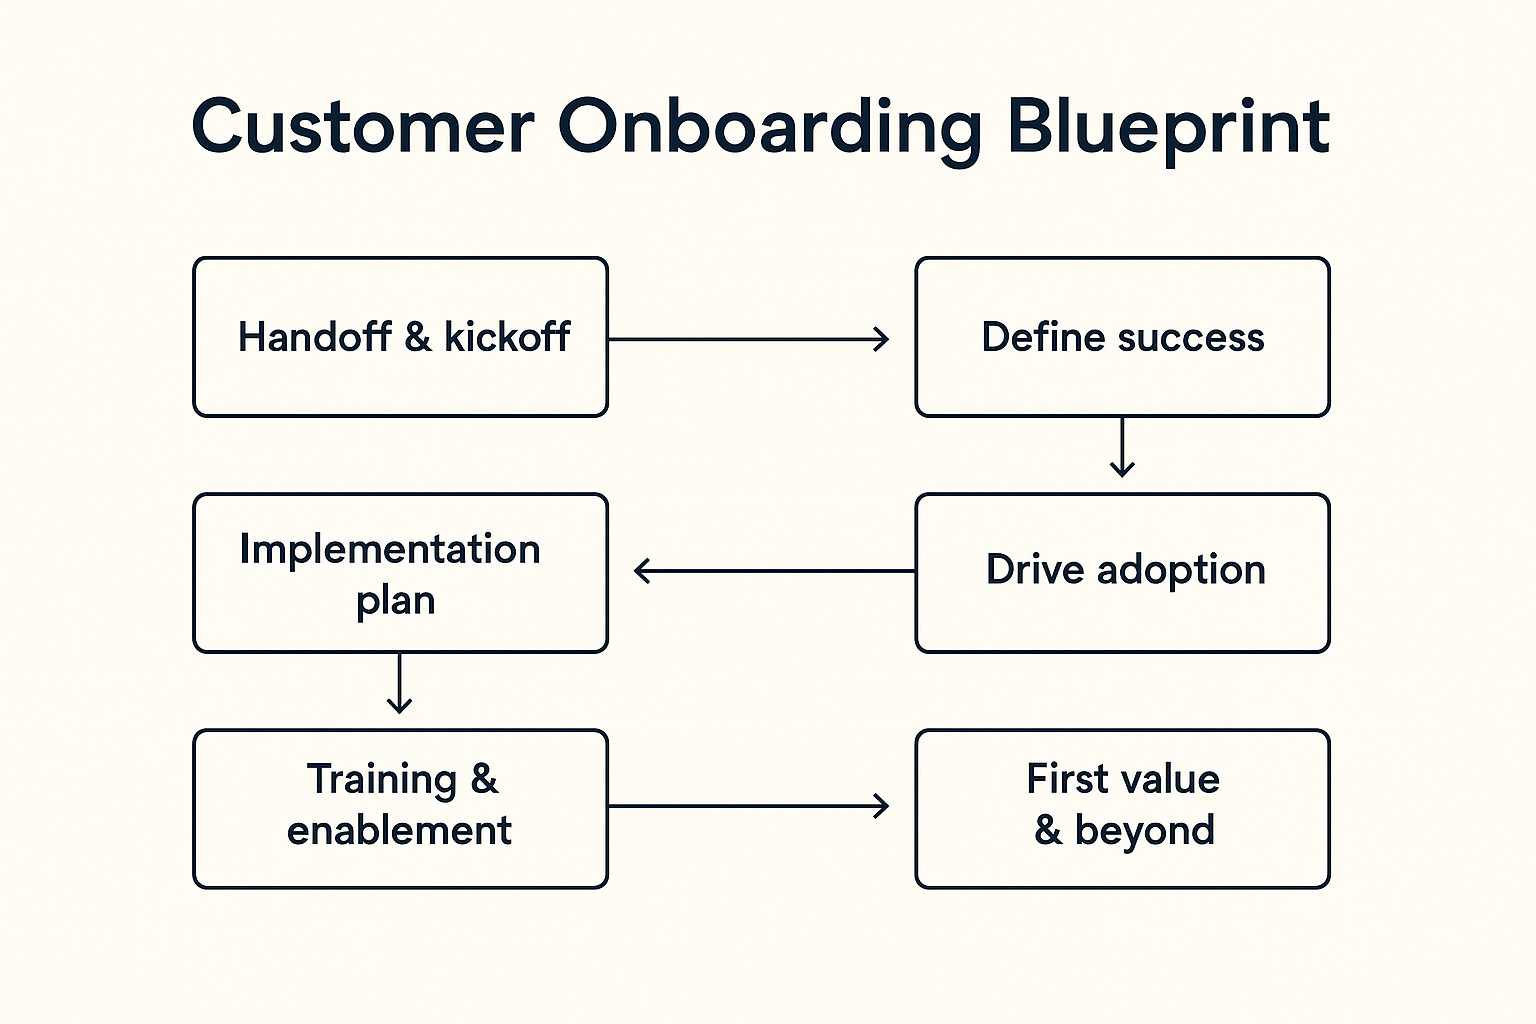 Customer Onboarding Blueprint
Handoff & kickoff
Define success
Implementation
plan
Drive adoption
Training &
enablement
First value
& beyond